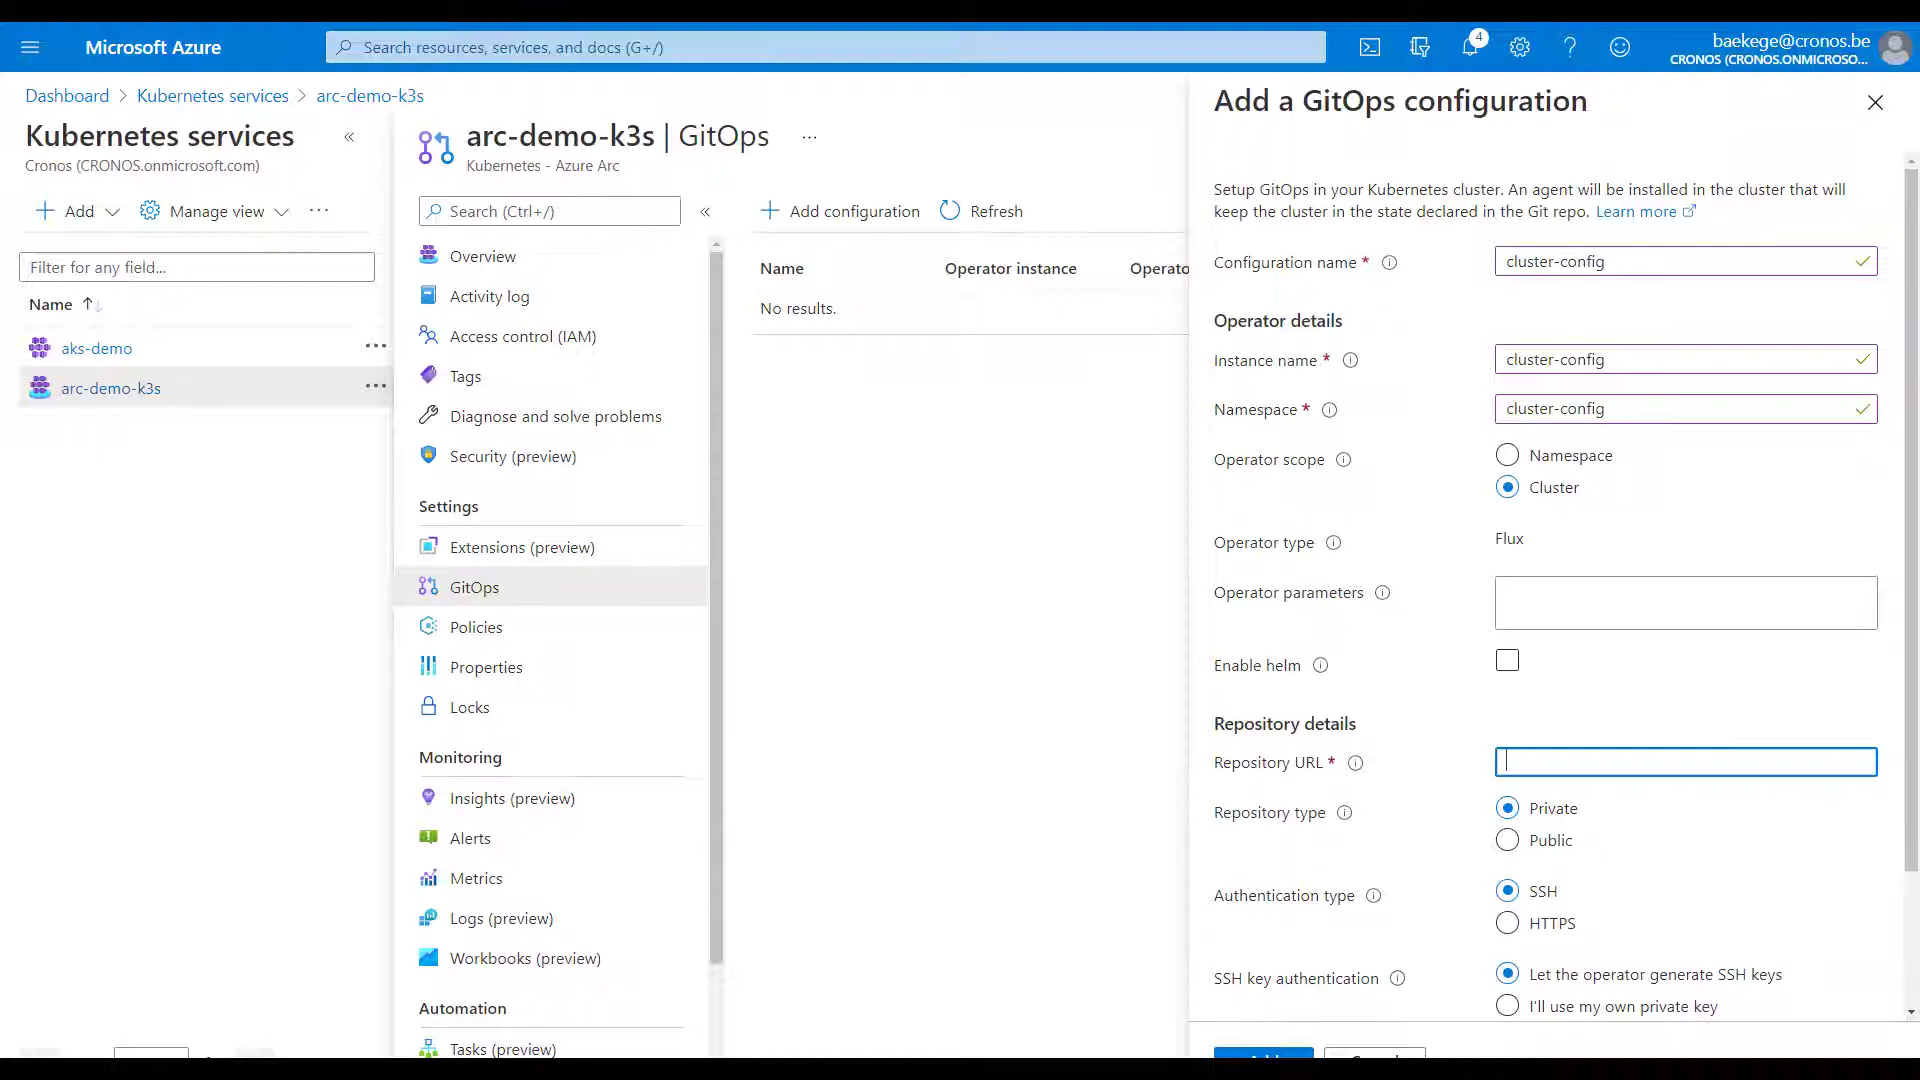 Microsoft Azure
Search resources, services, and docs (G+/)
4
baekege@cronos.be
CRONOS (CRONOS.ONMICROSO...
Dashboard > Kubernetes services > arc-demo-k3s
Kubernetes services
Cronos (CRONOS.onmicrosoft.com)
Add
Manage view
Filter for any field...
Name
aks-demo
arc-demo-k3s
arc-demo-k3s | GitOps
Kubernetes - Azure Arc
Search (Ctrl+/)
Overview
Activity log
Access control (IAM)
Tags
Diagnose and solve problems
Security (preview)
Settings
Extensions (preview)
GitOps
Policies
Properties
Locks
Monitoring
Insights (preview)
Alerts
Metrics
Logs (preview)
Workbooks (preview)
Automation
Tasks (preview)
Add configuration
Refresh
Name Operator instance Operato
No results.
Add a GitOps configuration
Setup GitOps in your Kubernetes cluster. An agent will be installed in the cluster that will
keep the cluster in the state declared in the Git repo. Learn more
Configuration name * cluster-config
Operator details
Instance name * cluster-config
Namespace * cluster-config
Operator scope
Namespace
Cluster
Operator type Flux
Operator parameters
Enable helm
Repository details
Repository URL *
Repository type
Private
Public
Authentication type
SSH
HTTPS
SSH key authentication
Let the operator generate SSH keys
I'll use my own private key